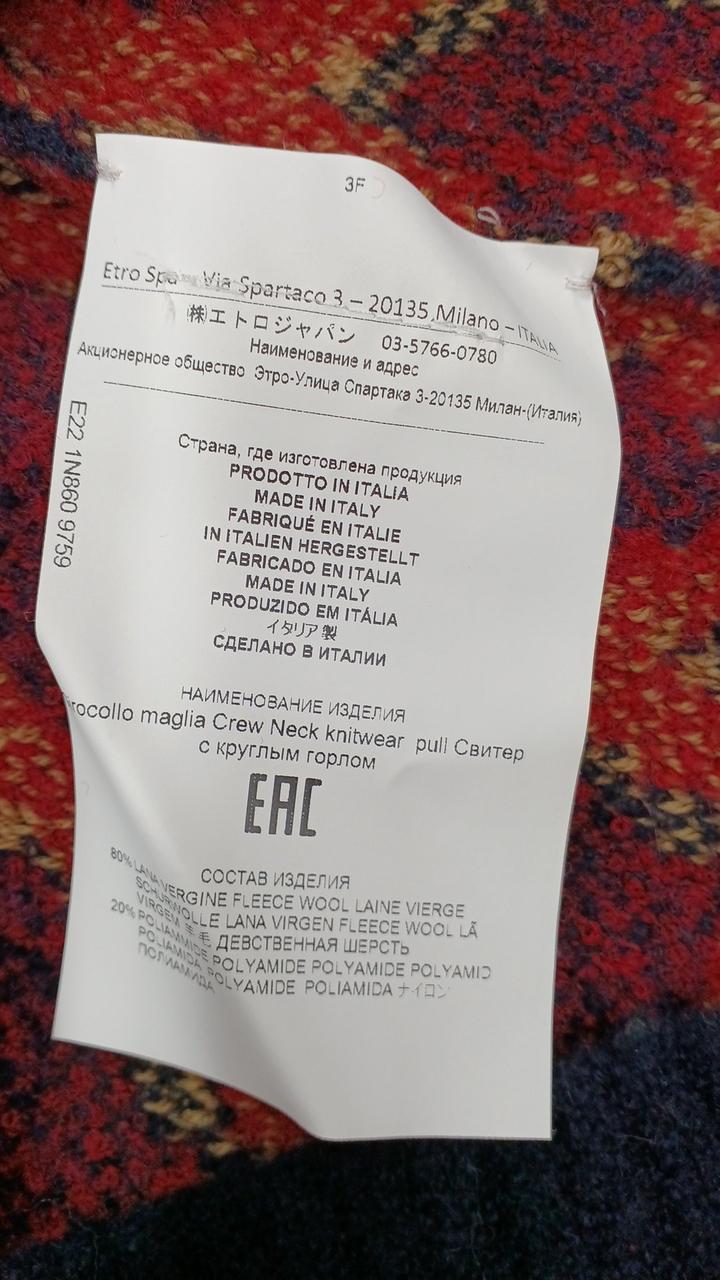 3F
Etro Spa Via Spartaco 3 – 20135 Milano – ITALIA
㈱エトロジャパン 03-5766-0780
Наименование и адрес
Акционерное общество Этро-Улица Спартака 3-20135 Милан-(Италия)
E22 1N860 9759
Страна, где изготовлена продукция
PRODOTTO IN ITALIA
MADE IN ITALY
FABRIQUÉ EN ITALIE
IN ITALIEN HERGESTELLT
FABRICADO EN ITALIA
MADE IN ITALY
PRODUZIDO EM ITÁLIA
イタリア製
СДЕЛАНО В ИТАЛИИ
НАИМЕНОВАНИЕ ИЗДЕЛИЯ
maglia Crew Neck knitwear pull Свитер
с круглым горлом
EAC
СОСТАВ ИЗДЕЛИЯ
80% LANA VERGINE FLEECE WOOL LAINE VIERGE
SCHURWOLLE LANA VIRGEN FLEECE WOOL LÃ
VIRGEM 羊毛 ДЕВСТВЕННАЯ ШЕРСТЬ
20% POLIAMMIDE POLYAMIDE POLYAMIDE POLYAMID
POLIAMIDA POLYAMIDE POLIAMIDA ナイロン
ПОЛИАМИДА